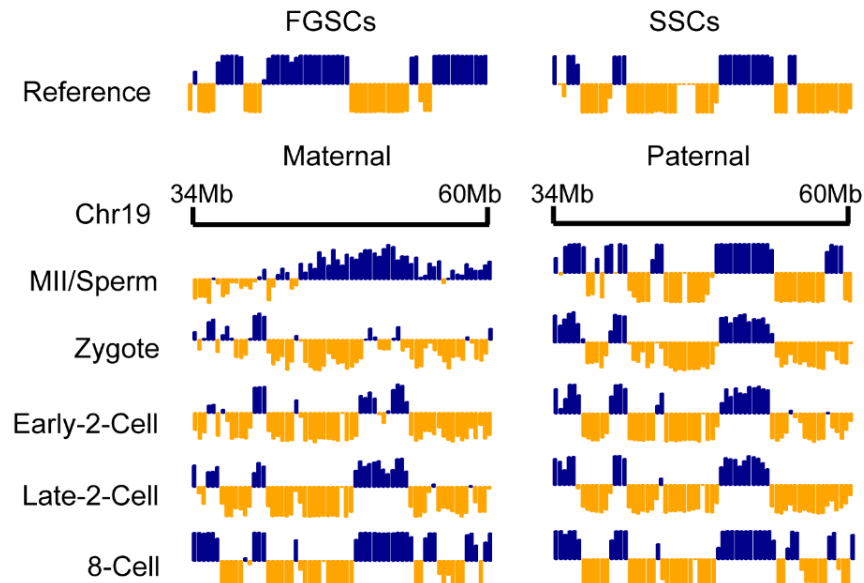 FGSCs SSCs
Reference
Maternal Paternal
34Mb 60Mb 34Mb 60Mb
Chr19
MII/Sperm
Zygote
Early-2-Cell
Late-2-Cell
8-Cell